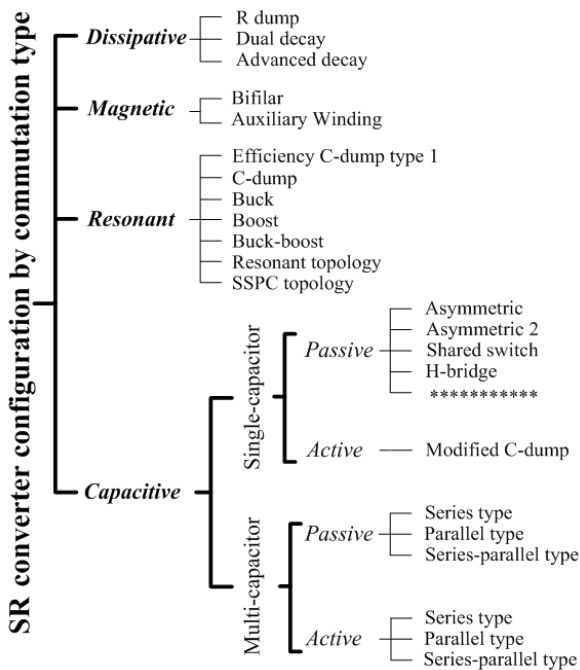 SR converter configuration by commutation type
Dissipative
R dump
Dual decay
Advanced decay
Magnetic
Bifilar
Auxiliary Winding
Resonant
Efficiency C-dump type 1
C-dump
Buck
Boost
Buck-boost
Resonant topology
SSPC topology
Capacitive
Single-capacitor
Passive
Asymmetric
Asymmetric 2
Shared switch
H-bridge
***********
Active
Modified C-dump
Multi-capacitor
Passive
Series type
Parallel type
Series-parallel type
Active
Series type
Parallel type
Series-parallel type